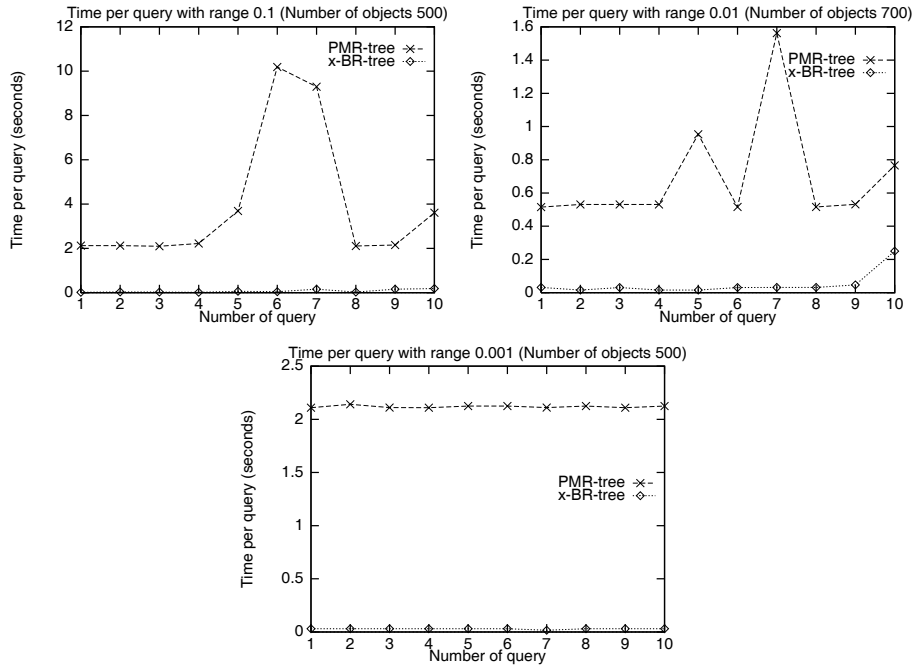 Time per query with range 0.1 (Number of objects 500)
12
10
8
6
4
2
0
Time per query (seconds)
PMR-tree
x-BR-tree
1 2 3 4 5 6 7 8 9 10
Number of query
Time per query with range 0.01 (Number of objects 700)
1.6
1.4
1.2
1
0.8
0.6
0.4
0.2
0
Time per query (seconds)
PMR-tree
x-BR-tree
1 2 3 4 5 6 7 8 9 10
Number of query
Time per query with range 0.001 (Number of objects 500)
2.5
2
1.5
1
0.5
0
Time per query (seconds)
PMR-tree
x-BR-tree
1 2 3 4 5 6 7 8 9 10
Number of query